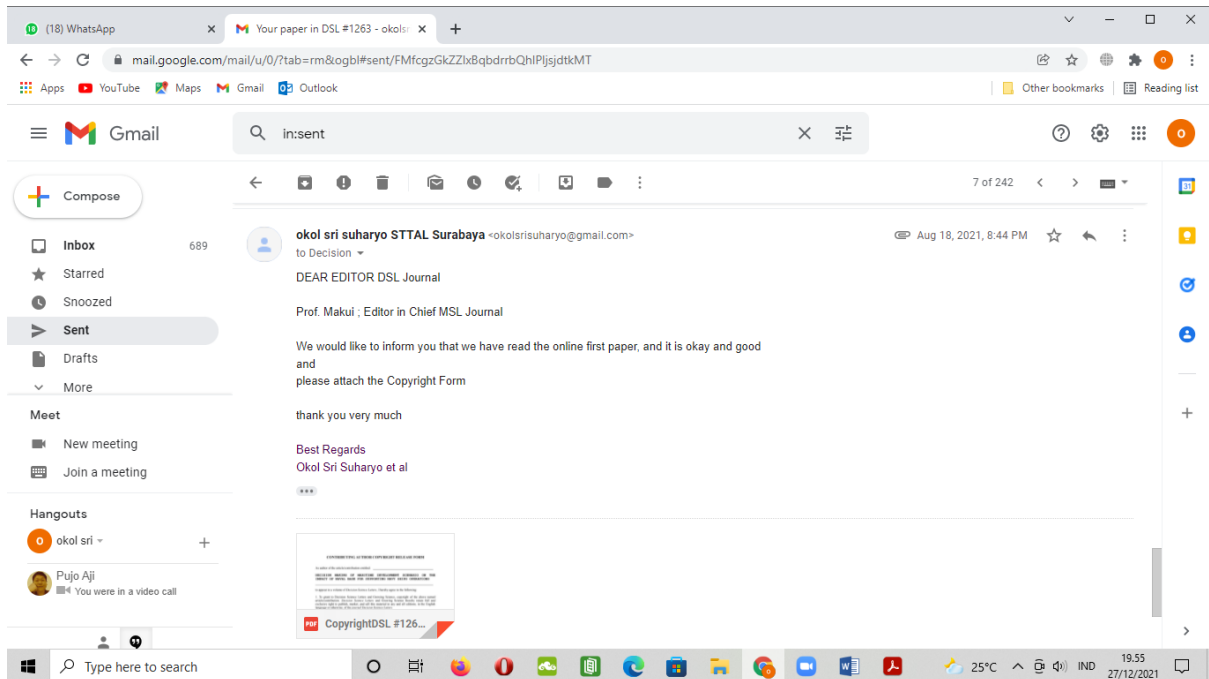 (18) WhatsApp
Your paper in DSL #1263 - okolsr
mail.google.com/mail/u/0/?tab=rm&ogbl#sent/FMfcgzGkZZlxBqbdrrbQhlPljsjdtkMT
Apps YouTube Maps Gmail Outlook Other bookmarks Reading list
Gmail
in:sent
Compose
7 of 242
31
Inbox 689
Starred
Snoozed
Sent
Drafts
More
Meet
New meeting
Join a meeting
Hangouts
okol sri
Pujo Aji
You were in a video call
okol sri suharyo STTAL Surabaya <okolsrisuharyo@gmail.com>
Aug 18, 2021, 8:44 PM
to Decision
DEAR EDITOR DSL Journal
Prof. Makui ; Editor in Chief MSL Journal
We would like to inform you that we have read the online first paper, and it is okay and good
and
please attach the Copyright Form
thank you very much
Best Regards
Okol Sri Suharyo et al
CONTRIBUTING AUTHOR COPYRIGHT RELEASE FORM
PDF CopyrightDSL #126...
Type here to search
25°C
IND
19.55
27/12/2021